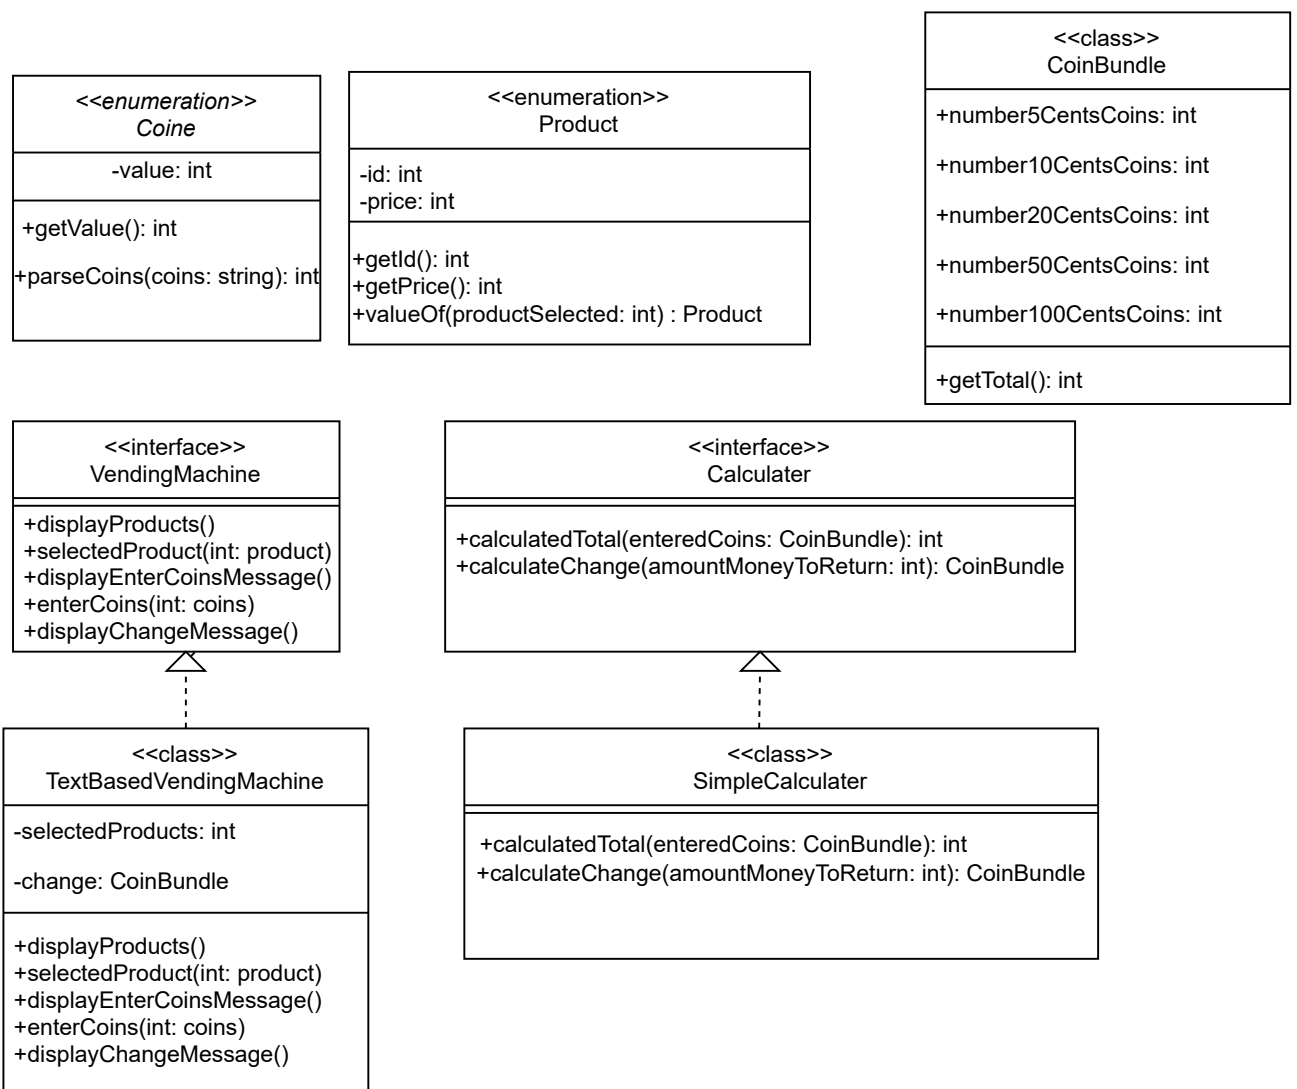 <<enumeration>>
Coine
-value: int
+getValue(): int
+parseCoins(coins: string): int
<<enumeration>>
Product
-id: int
-price: int
+getId(): int
+getPrice(): int
+valueOf(productSelected: int) : Product
<<class>>
CoinBundle
+number5CentsCoins: int
+number10CentsCoins: int
+number20CentsCoins: int
+number50CentsCoins: int
+number100CentsCoins: int
+getTotal(): int
<<interface>>
VendingMachine
+displayProducts()
+selectedProduct(int: product)
+displayEnterCoinsMessage()
+enterCoins(int: coins)
+displayChangeMessage()
<<interface>>
Calculater
+calculatedTotal(enteredCoins: CoinBundle): int
+calculateChange(amountMoneyToReturn: int): CoinBundle
<<class>>
TextBasedVendingMachine
-selectedProducts: int
-change: CoinBundle
+displayProducts()
+selectedProduct(int: product)
+displayEnterCoinsMessage()
+enterCoins(int: coins)
+displayChangeMessage()
<<class>>
SimpleCalculater
+calculatedTotal(enteredCoins: CoinBundle): int
+calculateChange(amountMoneyToReturn: int): CoinBundle